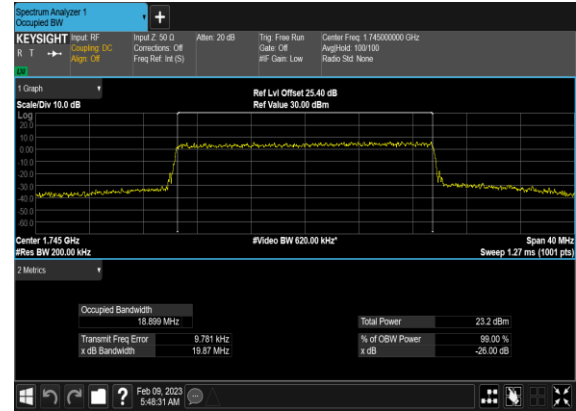 Spectrum Analyzer 1
Occupied BW
+
KEYSIGHT Input: RF Input Z: 50 Ω Atten: 20 dB Trig: Free Run Center Freq: 1.745000000 GHz
R T Coupling: DC Corrections: Off Gate: Off Avg|Hold: 100/100
Align: Off Freq Ref: Int (S) #IF Gain: Low Radio Std: None
LU
1 Graph
Ref Lvl Offset 25.40 dB
Scale/Div 10.0 dB Ref Value 30.00 dBm
Log
20.0
10.0
0.00
-10.0
-20.0
-30.0
-40.0
-50.0
-60.0
Center 1.745 GHz #Video BW 620.00 kHz* Span 40 MHz
#Res BW 200.00 kHz Sweep 1.27 ms (1001 pts)
2 Metrics
Occupied Bandwidth
18.899 MHz Total Power 23.2 dBm
Transmit Freq Error 9.781 kHz % of OBW Power 99.00 %
x dB Bandwidth 19.87 MHz x dB -26.00 dB
? Feb 09, 2023
5:48:31 AM